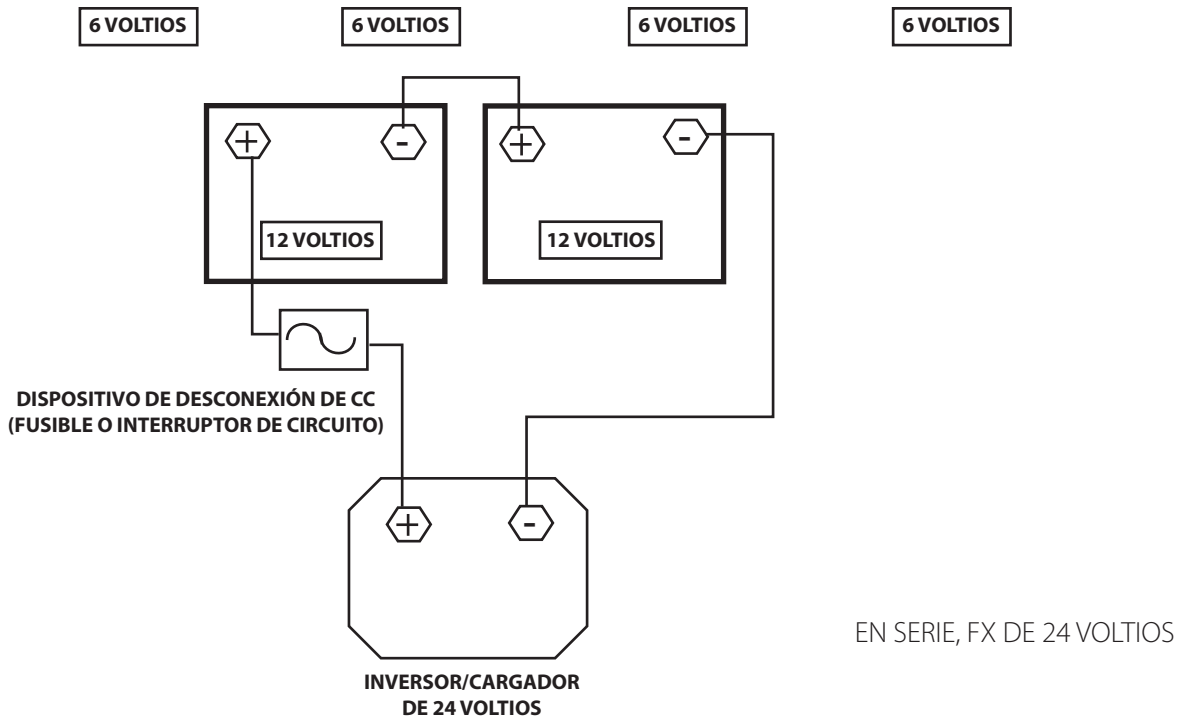 6 VOLTIOS
6 VOLTIOS
6 VOLTIOS
6 VOLTIOS
+
-
+
-
12 VOLTIOS
12 VOLTIOS
DISPOSITIVO DE DESCONEXIÓN DE CC
(FUSIBLE O INTERRUPTOR DE CIRCUITO)
+
-
EN SERIE, FX DE 24 VOLTIOS
INVERSOR/CARGADOR
DE 24 VOLTIOS